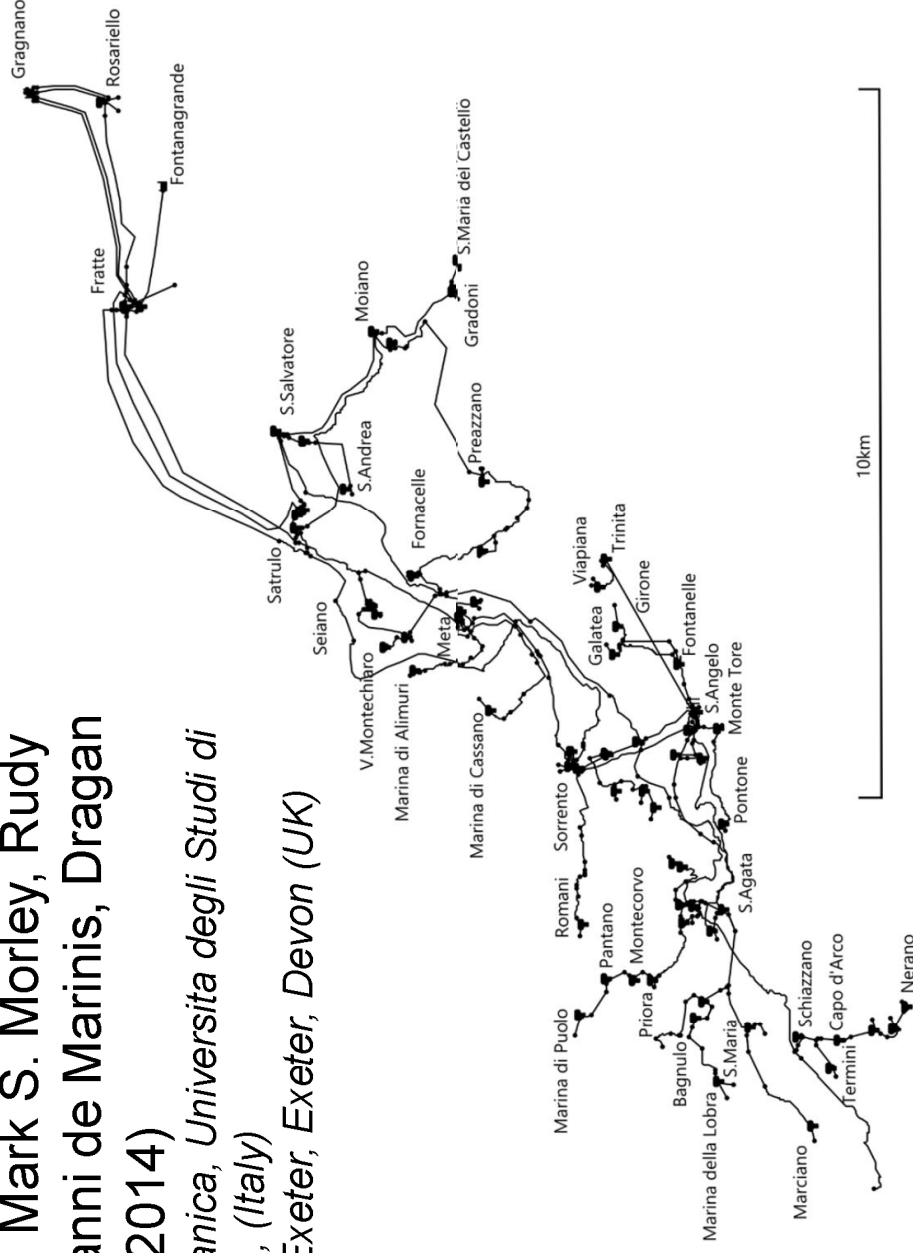 Mark S. Morley, Rudy
anni de Marinis, Dragan
2014)
anica, Universita degli Studi di
, (Italy)
Exeter, Exeter, Devon (UK)
Gragnano
Rosariello
Fontanagrande
Fratte
S.Maria del Castello
Gradoni
Moiano
S.Salvatore
S.Andrea
Preazzano
Fornacelle
Satrulo
Seiano
V.Montechiaro
Meta
Marina di Alimuri
Marina di Cassano
Viapiana
Trinita
Galatea
Girone
Fontanelle
S.Angelo
Monte Tore
Sorrento
Pontone
Romani
S.Agata
Pantano
Montecorvo
Marina di Puolo
Priora
Bagnulo
S.Maria
Marina della Lobra
Schiazzano
Capo d'Arco
Termini
Nerano
Marciano
10km